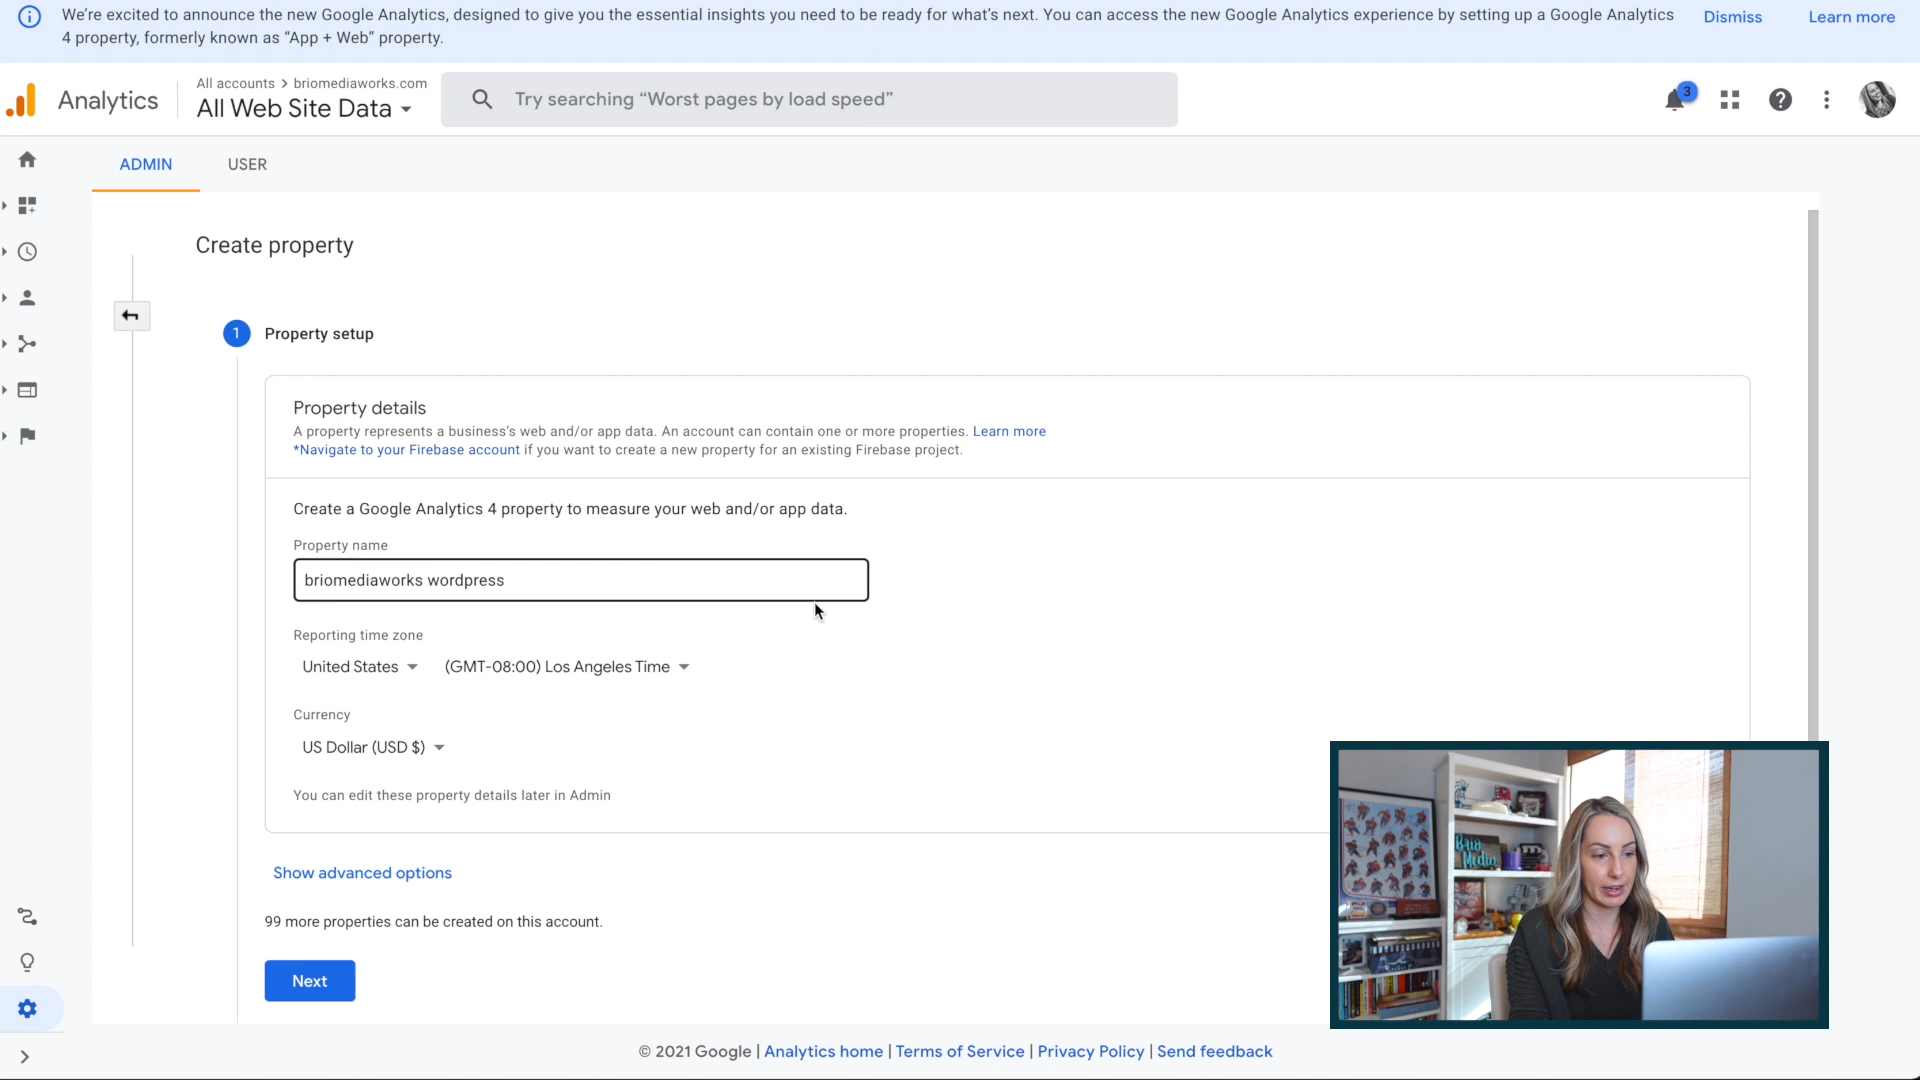 We're excited to announce the new Google Analytics, designed to give you the essential insights you need to be ready for what's next. You can access the new Google Analytics experience by setting up a Google Analytics
4 property, formerly known as “App + Web” property.
Dismiss
Learn more
Analytics
All accounts > briomediaworks.com
All Web Site Data
Try searching “Worst pages by load speed”
3
ADMIN
USER
Create property
1
Property setup
Property details
A property represents a business's web and/or app data. An account can contain one or more properties. Learn more
*Navigate to your Firebase account if you want to create a new property for an existing Firebase project.
Create a Google Analytics 4 property to measure your web and/or app data.
Property name
briomediaworks wordpress
Reporting time zone
United States
(GMT-08:00) Los Angeles Time
Currency
US Dollar (USD $)
You can edit these property details later in Admin
Show advanced options
99 more properties can be created on this account.
Next
Brio
Media
© 2021 Google | Analytics home | Terms of Service | Privacy Policy | Send feedback